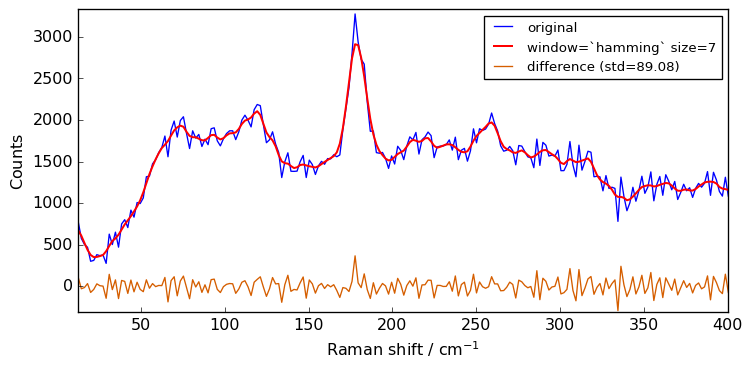 original
window=`hamming` size=7
difference (std=89.08)
Counts
3000
2500
2000
1500
1000
500
0
50 100 150 200 250 300 350 400
Raman shift / cm⁻¹